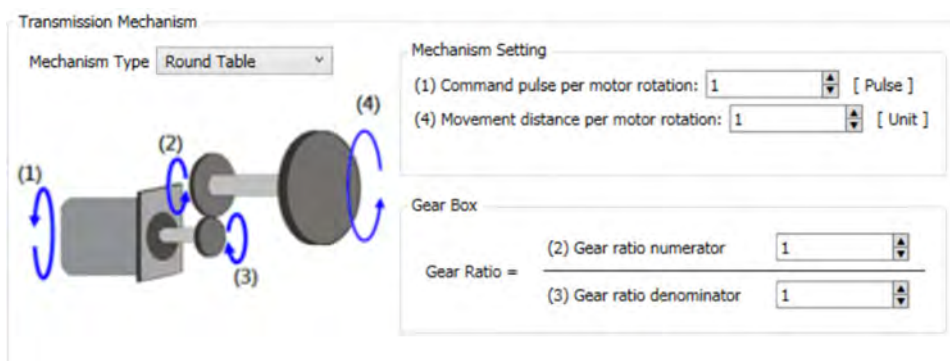 Transmission Mechanism
Mechanism Type Round Table
(1)
(2)
(3)
(4)
Mechanism Setting
(1) Command pulse per motor rotation: 1 [ Pulse ]
(4) Movement distance per motor rotation: 1 [ Unit ]
Gear Box
Gear Ratio =
(2) Gear ratio numerator 1
(3) Gear ratio denominator 1